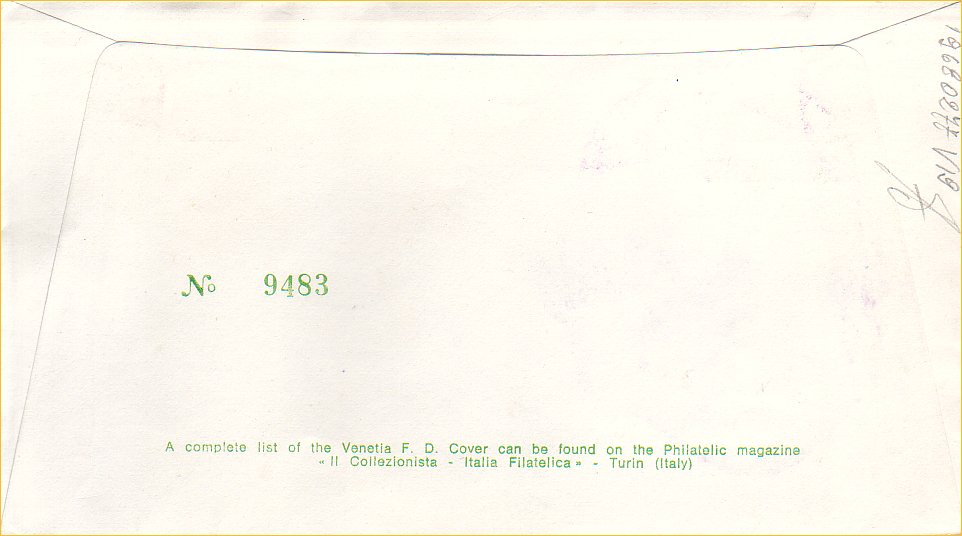 Nº 9483
A complete list of the Venetia F. D. Cover can be found on the Philatelic magazine
« Il Collezionista - Italia Filatelica » - Turin (Italy)